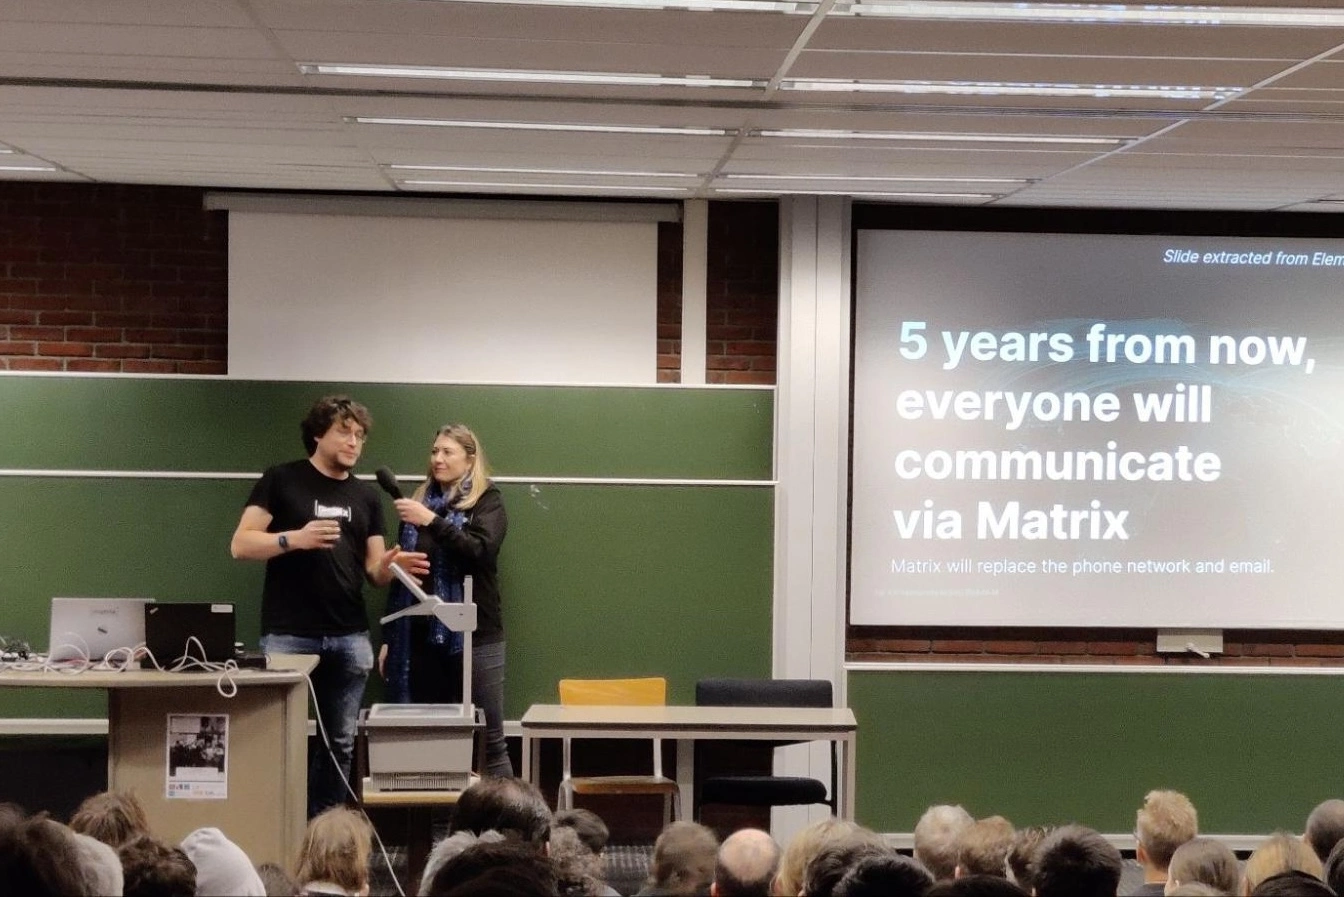 Slide extracted from Elem
5 years from now,
everyone will
communicate
via Matrix
Matrix will replace the phone network and email.